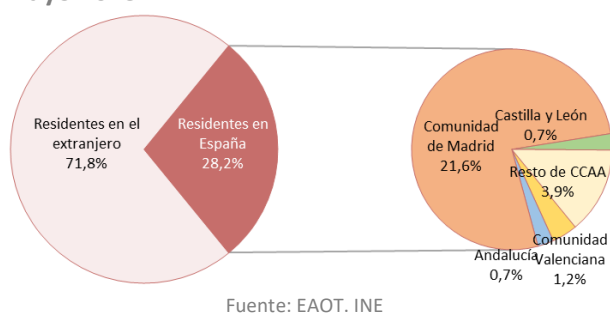 Residentes en el
extranjero
71,8%
Residentes en
España
28,2%
Comunidad
de Madrid
21,6%
Castilla y León
0,7%
Resto de CCAA
3,9%
Comunidad
Valenciana
1,2%
Andalucía
0,7%
Fuente: EAOT. INE